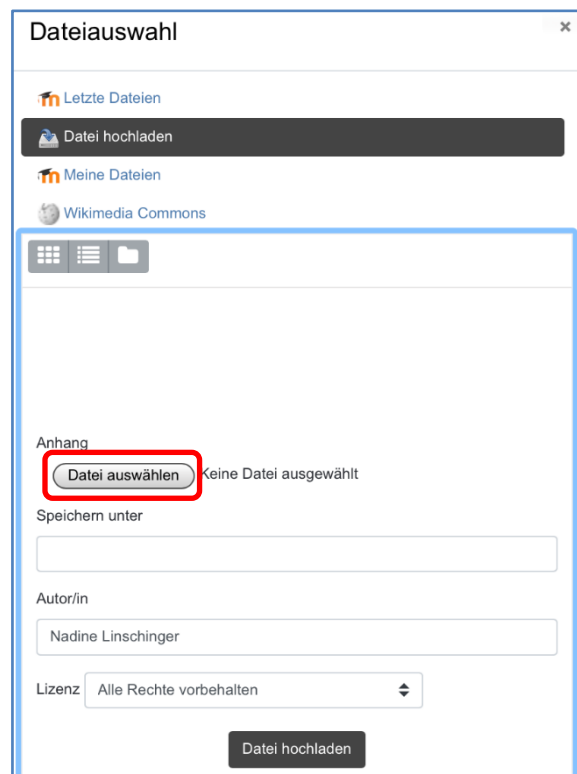 Dateiauswahl ×
Letzte Dateien
Datei hochladen
Meine Dateien
Wikimedia Commons
Anhang
Datei auswählen Keine Datei ausgewählt
Speichern unter
Autor/in
Nadine Linschinger
Lizenz Alle Rechte vorbehalten
Datei hochladen